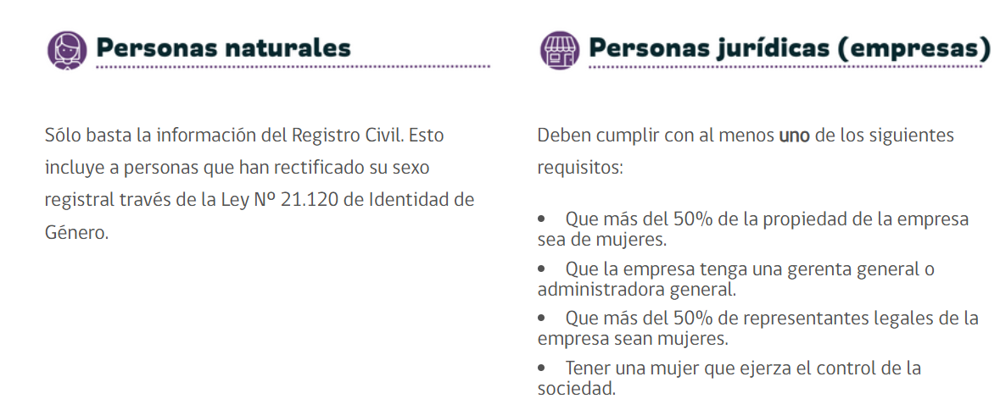 Personas naturales
Sólo basta la información del Registro Civil. Esto
incluye a personas que han rectificado su sexo
registral través de la Ley Nº 21.120 de Identidad de
Género.
Personas jurídicas (empresas)
Deben cumplir con al menos uno de los siguientes
requisitos:
• Que más del 50% de la propiedad de la empresa
sea de mujeres.
• Que la empresa tenga una gerenta general o
administradora general.
• Que más del 50% de representantes legales de la
empresa sean mujeres.
• Tener una mujer que ejerza el control de la
sociedad.